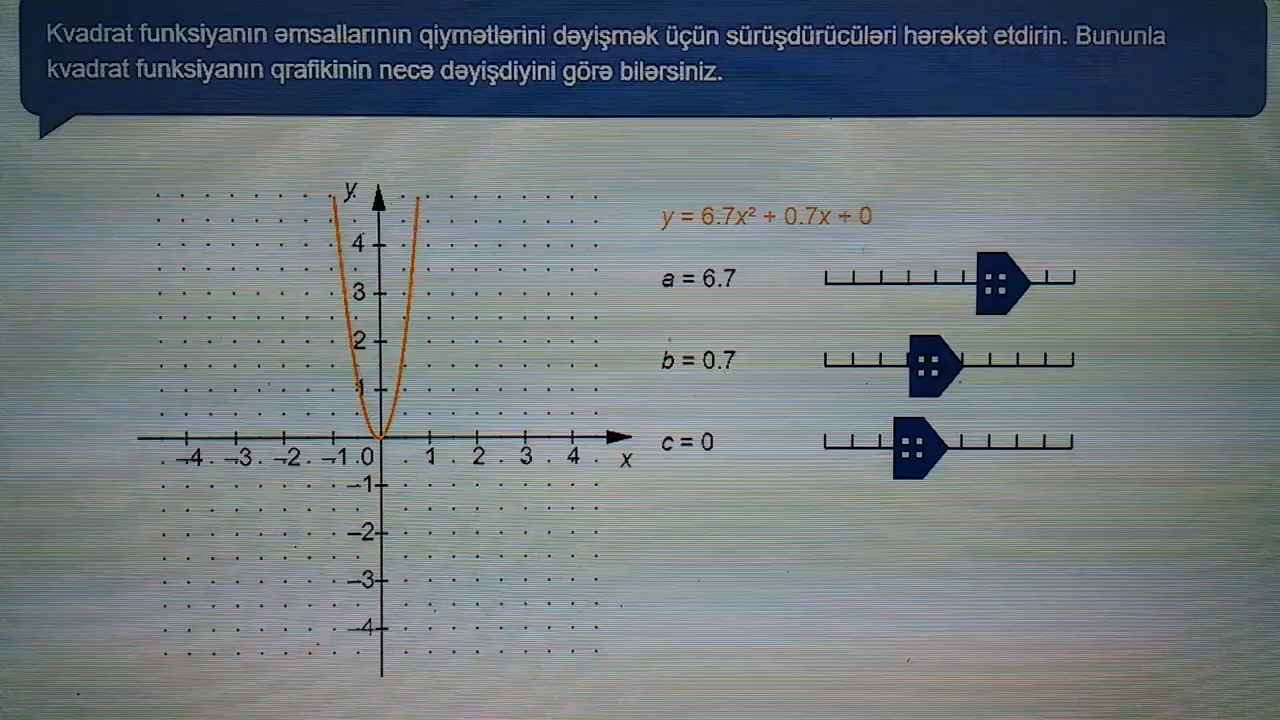 Kvadrat funksiyanın əmsallarının qiymətlərini dəyişmək üçün sürüşdürücüləri hərəkət etdirin. Bununla
kvadrat funksiyanın qrafikinin necə dəyişdiyini görə bilərsiniz.
y
y = 6.7x² + 0.7x + 0
4
a = 6.7
3
2
b = 0.7
1
c = 0
–4 –3 –2 –1 0 1 2 3 4 x
–1
–2
–3
–4